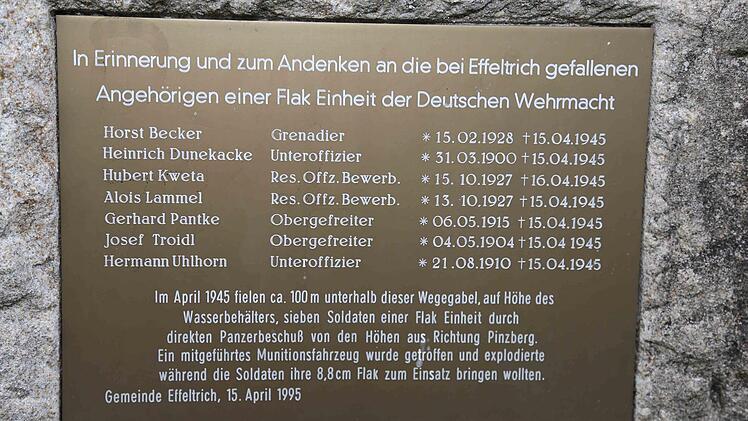 In Erinnerung und zum Andenken an die bei Effeltrich gefallenen
Angehörigen einer Flak Einheit der Deutschen Wehrmacht
Horst Becker Grenadier * 15.02.1928 † 15.04.1945
Heinrich Dunekacke Unteroffizier * 31.03.1900 † 15.04.1945
Hubert Kweta Res. Offz. Bewerb. * 15.10.1927 † 16.04.1945
Alois Lammel Res. Offz. Bewerb. * 13.10.1927 † 15.04.1945
Gerhard Pantke Obergefreiter * 06.05.1915 † 15.04.1945
Josef Troidl Obergefreiter * 04.05.1904 † 15.04.1945
Hermann Uhlhorn Unteroffizier * 21.08.1910 † 15.04.1945
Im April 1945 fielen ca. 100 m unterhalb dieser Wegegabel, auf Höhe des
Wasserbehälters, sieben Soldaten einer Flak Einheit durch
direkten Panzerbeschuß von den Höhen aus Richtung Pinzberg.
Ein mitgeführtes Munitionsfahrzeug wurde getroffen und explodierte
während die Soldaten ihre 8,8 cm Flak zum Einsatz bringen wollten.
Gemeinde Effeltrich, 15. April 1995